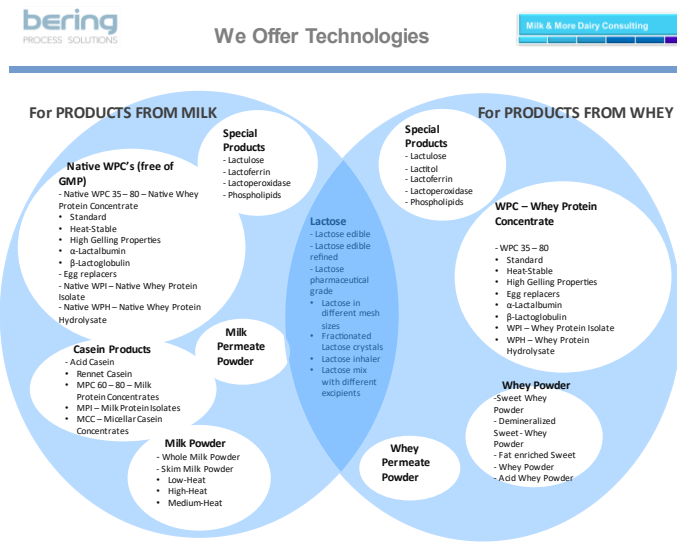 bering
PROCESS SOLUTIONS
We Offer Technologies
Milk & More Dairy Consulting
For PRODUCTS FROM MILK
For PRODUCTS FROM WHEY
Special
Products
- Lactulose
- Lactoferrin
- Lactoperoxidase
- Phospholipids
Native WPC's (free of
GMP)
- Native WPC 35 – 80 – Native Whey
Protein Concentrate
• Standard
• Heat-Stable
• High Gelling Properties
• α-Lactalbumin
• β-Lactoglobulin
- Egg replacers
- Native WPI – Native Whey Protein
Isolate
- Native WPH – Native Whey Protein
Hydrolysate
Milk
Permeate
Powder
Casein Products
- Acid Casein
• Rennet Casein
• MPC 60 – 80 – Milk
Protein Concentrates
• MPI – Milk Protein Isolates
• MCC – Micellar Casein
Concentrates
Milk Powder
- Whole Milk Powder
- Skim Milk Powder
• Low-Heat
• High-Heat
• Medium-Heat
Lactose
- Lactose edible
- Lactose edible
refined
- Lactose
pharmaceutical
grade
• Lactose in
different mesh
sizes
• Fractionated
Lactose crystals
• Lactose inhaler
• Lactose mix
with different
excipients
Special
Products
- Lactulose
- Lactitol
- Lactoferrin
- Lactoperoxidase
- Phospholipids
WPC – Whey Protein
Concentrate
- WPC 35 – 80
• Standard
• Heat-Stable
• High Gelling Properties
• Egg replacers
• α-Lactalbumin
• β-Lactoglobulin
• WPI – Whey Protein Isolate
• WPH – Whey Protein
Hydrolysate
Whey Powder
-Sweet Whey
Powder
- Demineralized
Sweet - Whey
Powder
- Fat enriched Sweet
- Whey Powder
- Acid Whey Powder
Whey
Permeate
Powder